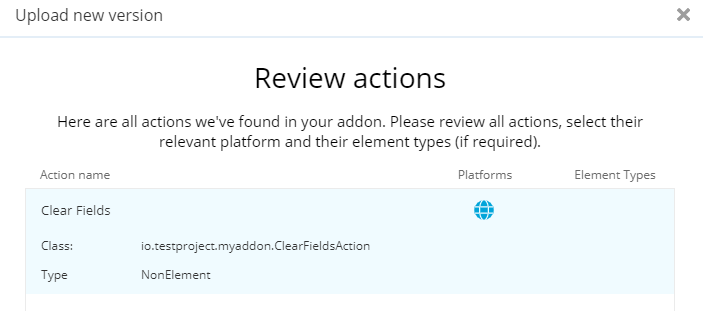 Upload new version
Review actions
Here are all actions we've found in your addon. Please review all actions, select their
relevant platform and their element types (if required).
Action name Platforms Element Types
Clear Fields
Class: io.testproject.myaddon.ClearFieldsAction
Type NonElement